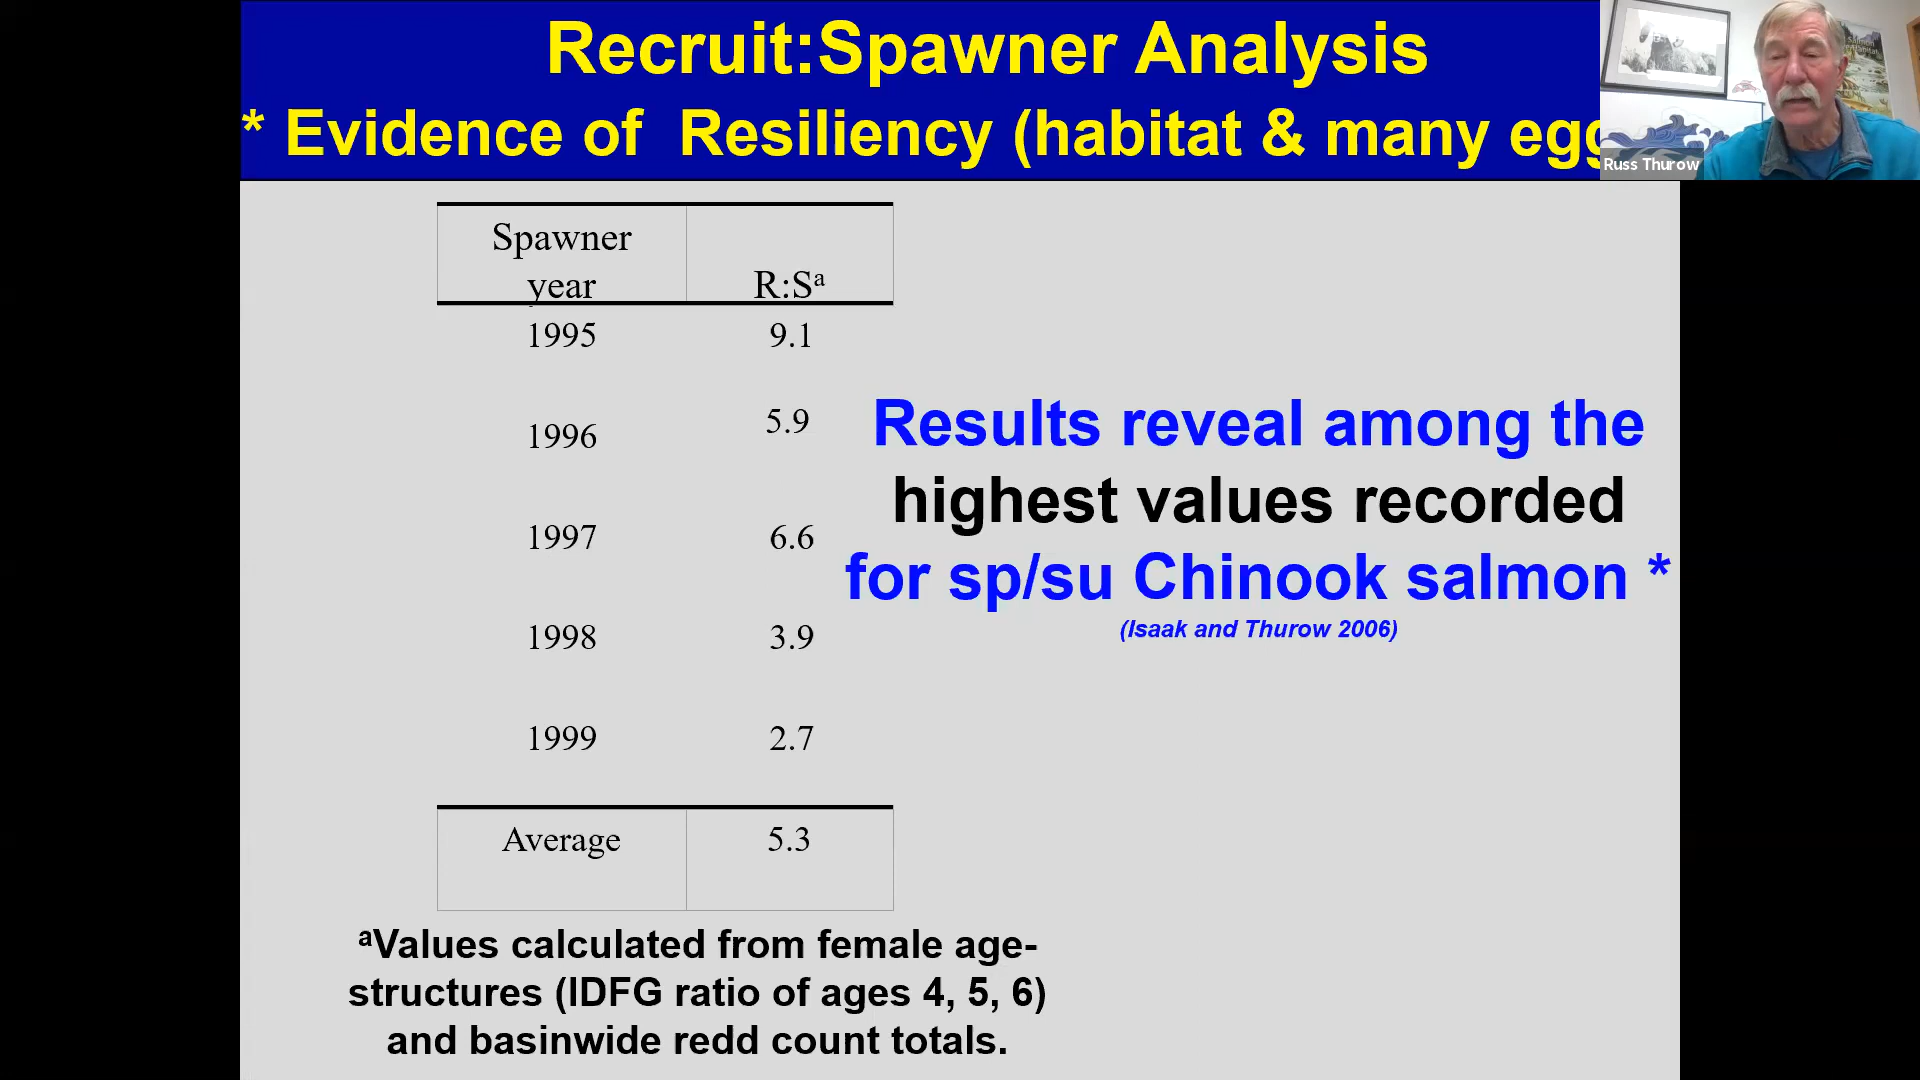 Recruit:Spawner Analysis
* Evidence of Resiliency (habitat & many egg
Russ Thurow
Salmon
Spawner
year
R:Sᵃ
1995 9.1
1996 5.9
1997 6.6
1998 3.9
1999 2.7
Average 5.3
Results reveal among the
highest values recorded
for sp/su Chinook salmon *
(Isaak and Thurow 2006)
ᵃValues calculated from female age-
structures (IDFG ratio of ages 4, 5, 6)
and basinwide redd count totals.